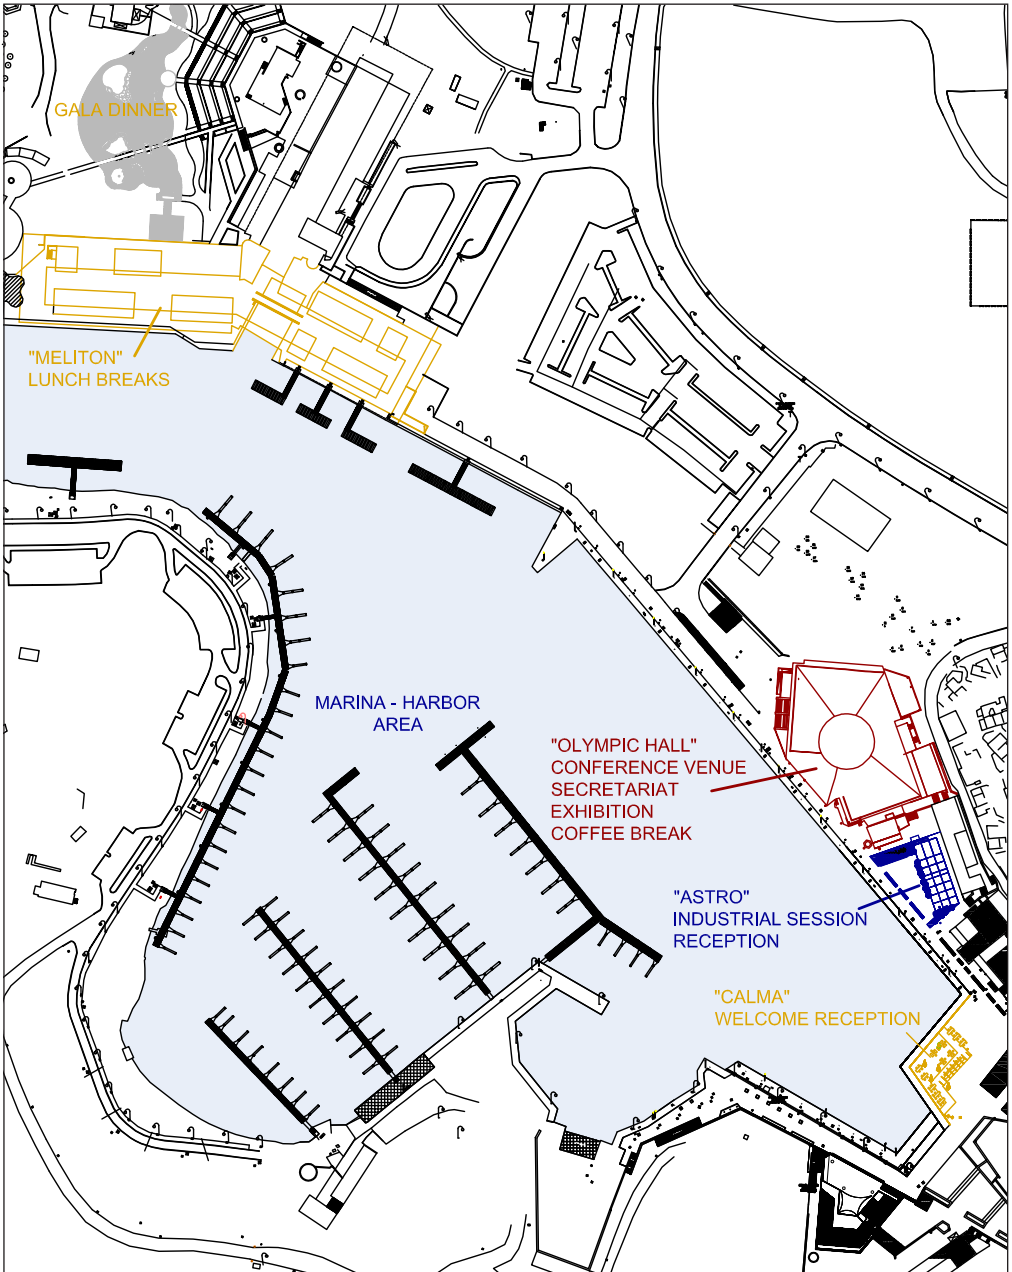 GALA DINNER
"MELITON"
LUNCH BREAKS
MARINA - HARBOR
AREA
"OLYMPIC HALL"
CONFERENCE VENUE
SECRETARIAT
EXHIBITION
COFFEE BREAK
"ASTRO"
INDUSTRIAL SESSION
RECEPTION
"CALMA"
WELCOME RECEPTION